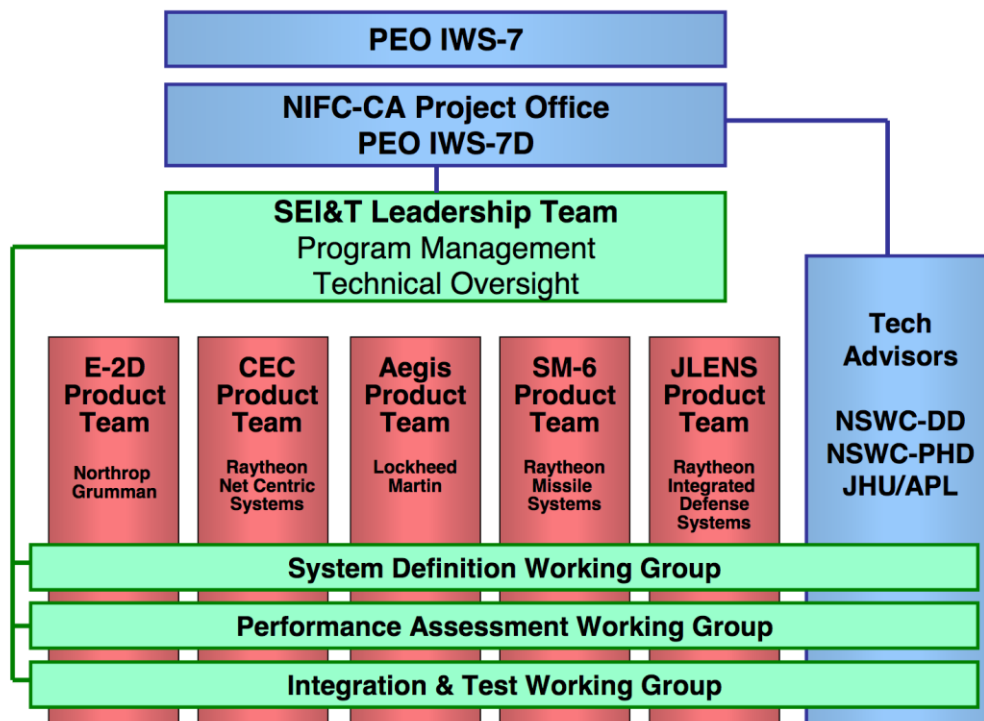 PEO IWS-7
NIFC-CA Project Office
PEO IWS-7D
SEI&T Leadership Team
Program Management
Technical Oversight
E-2D
Product
Team
Northrop
Grumman
CEC
Product
Team
Raytheon
Net Centric
Systems
Aegis
Product
Team
Lockheed
Martin
SM-6
Product
Team
Raytheon
Missile
Systems
JLENS
Product
Team
Raytheon
Integrated
Defense
Systems
Tech
Advisors
NSWC-DD
NSWC-PHD
JHU/APL
System Definition Working Group
Performance Assessment Working Group
Integration & Test Working Group